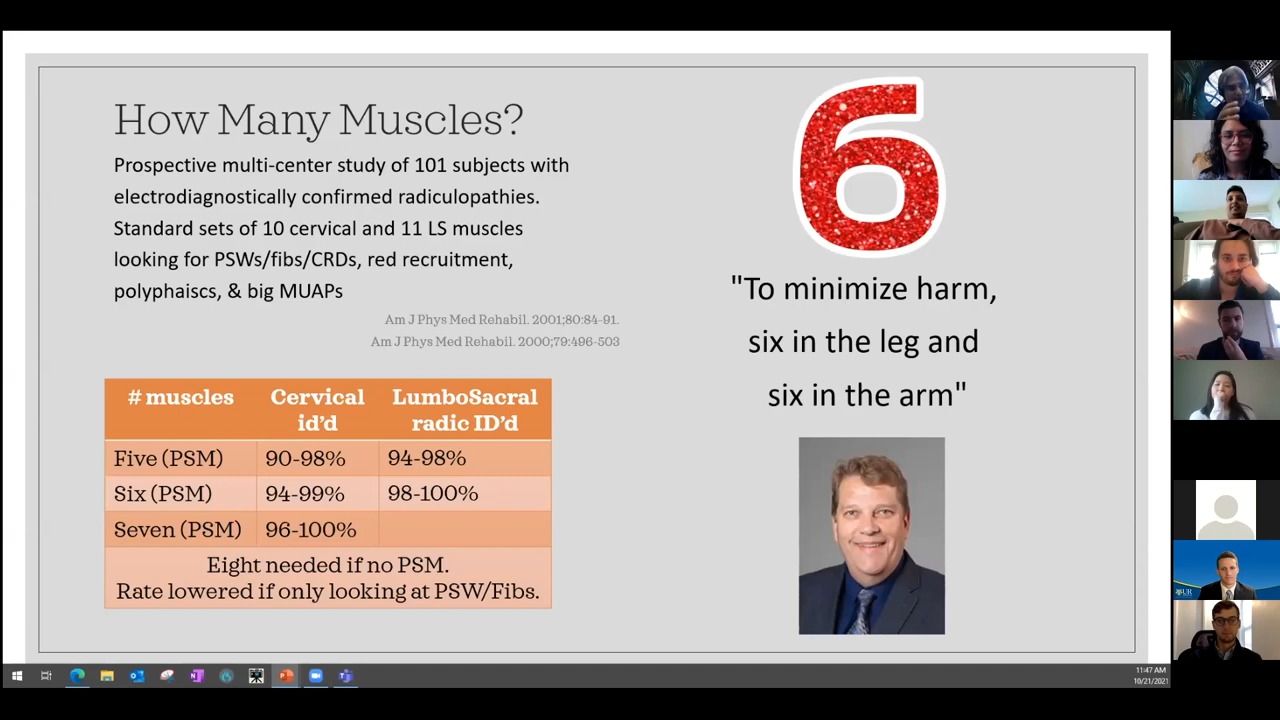 How Many Muscles?
Prospective multi-center study of 101 subjects with
electrodiagnostically confirmed radiculopathies.
Standard sets of 10 cervical and 11 LS muscles
looking for PSWs/fibs/CRDs, red recruitment,
polyphaiscs, & big MUAPs
Am J Phys Med Rehabil. 2001;80:84-91.
Am J Phys Med Rehabil. 2000;79:496-503
# muscles Cervical id'd LumboSacral radic ID'd
Five (PSM) 90-98% 94-98%
Six (PSM) 94-99% 98-100%
Seven (PSM) 96-100%
Eight needed if no PSM.
Rate lowered if only looking at PSW/Fibs.
6
"To minimize harm,
six in the leg and
six in the arm"
UR
11:47 AM
10/21/2021